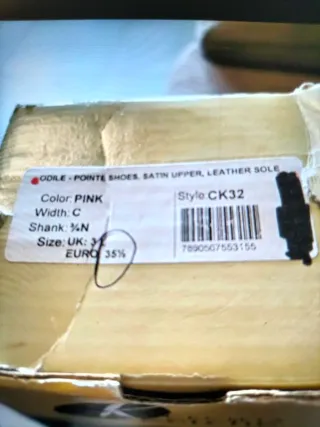 ODILE - POINTE SHOES, SATIN UPPER, LEATHER SOLE
Color: PINK
Width: C
Shank: ¾N
Size: UK: 3½
EURO: 35½
Style: CK32
7890507553155